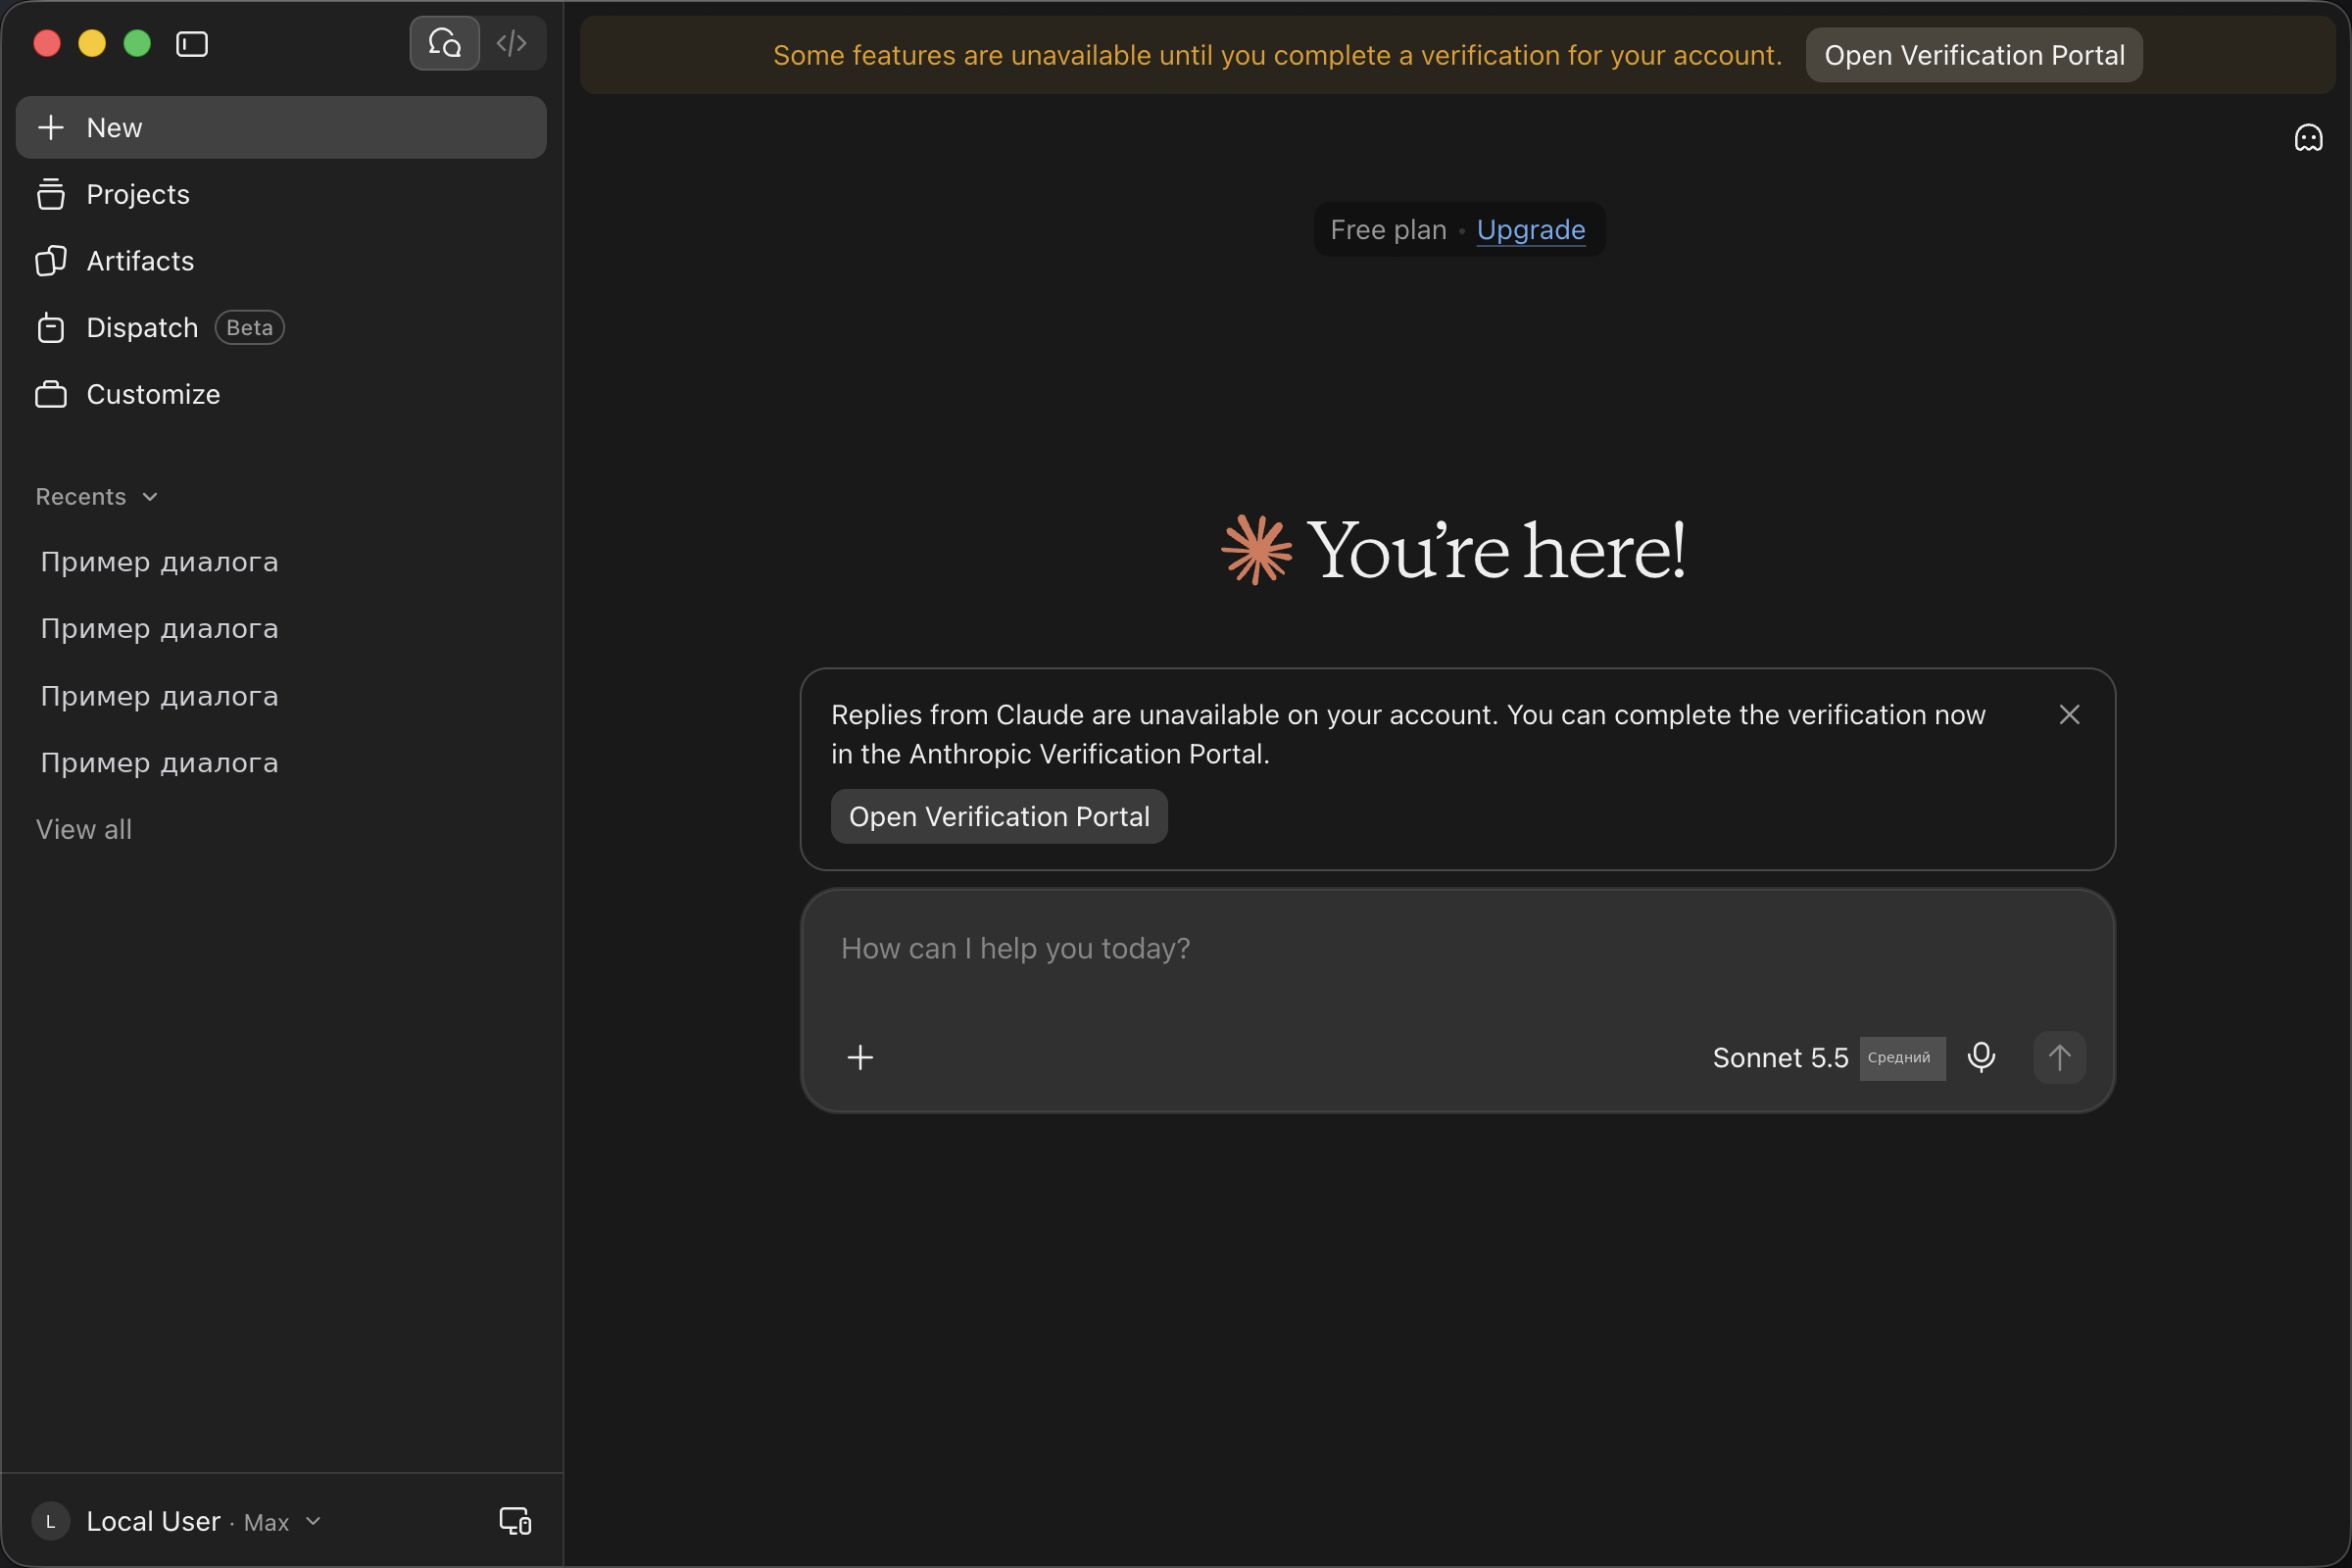 Some features are unavailable until you complete a verification for your account.
Open Verification Portal
New
Projects
Artifacts
Dispatch Beta
Customize
Recents
Пример диалога
Пример диалога
Пример диалога
Пример диалога
View all
Local User · Max
L
Free plan · Upgrade
You’re here!
Replies from Claude are unavailable on your account. You can complete the verification now
in the Anthropic Verification Portal.
Open Verification Portal
How can I help you today?
Sonnet 5.5 Средний